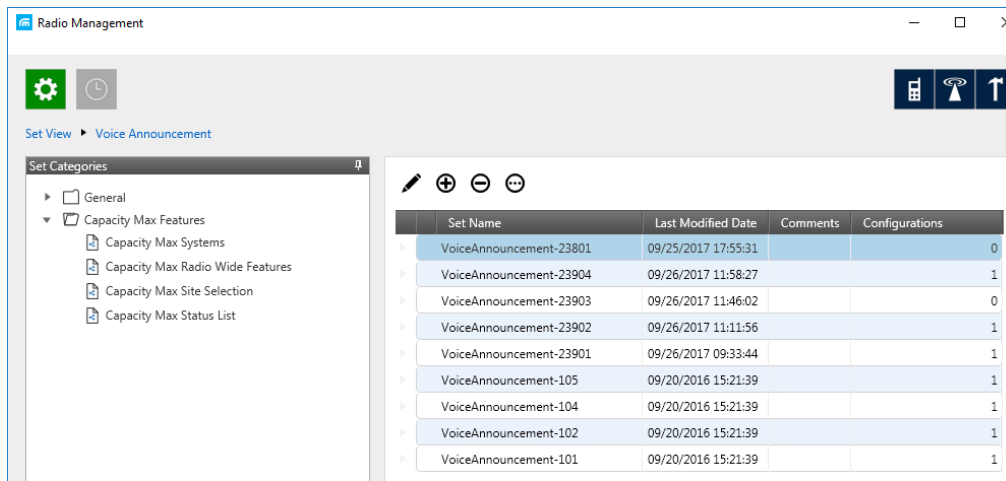 Radio Management
Set View Voice Announcement
Set Categories
General
Capacity Max Features
Capacity Max Systems
Capacity Max Radio Wide Features
Capacity Max Site Selection
Capacity Max Status List
Set Name Last Modified Date Comments Configurations
VoiceAnnouncement-23801 09/25/2017 17:55:31 0
VoiceAnnouncement-23904 09/26/2017 11:58:27 1
VoiceAnnouncement-23903 09/26/2017 11:46:02 0
VoiceAnnouncement-23902 09/26/2017 11:11:56 1
VoiceAnnouncement-23901 09/26/2017 09:33:44 1
VoiceAnnouncement-105 09/20/2016 15:21:39 1
VoiceAnnouncement-104 09/20/2016 15:21:39 1
VoiceAnnouncement-102 09/20/2016 15:21:39 1
VoiceAnnouncement-101 09/20/2016 15:21:39 1